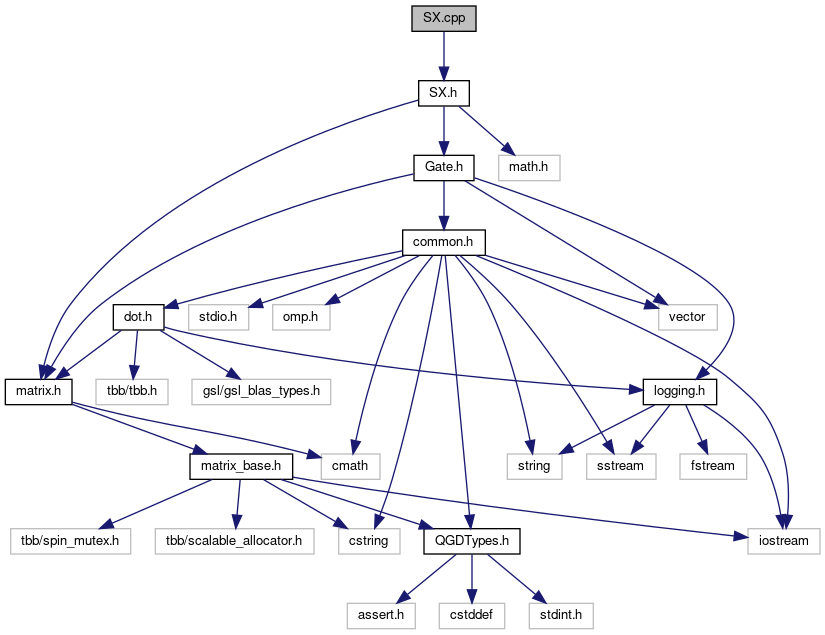 SX.cpp
SX.h
Gate.h
math.h
common.h
dot.h
stdio.h
omp.h
vector
matrix.h
tbb/tbb.h
gsl/gsl_blas_types.h
logging.h
matrix_base.h
cmath
string
sstream
fstream
tbb/spin_mutex.h
tbb/scalable_allocator.h
cstring
QGDTypes.h
iostream
assert.h
cstddef
stdint.h